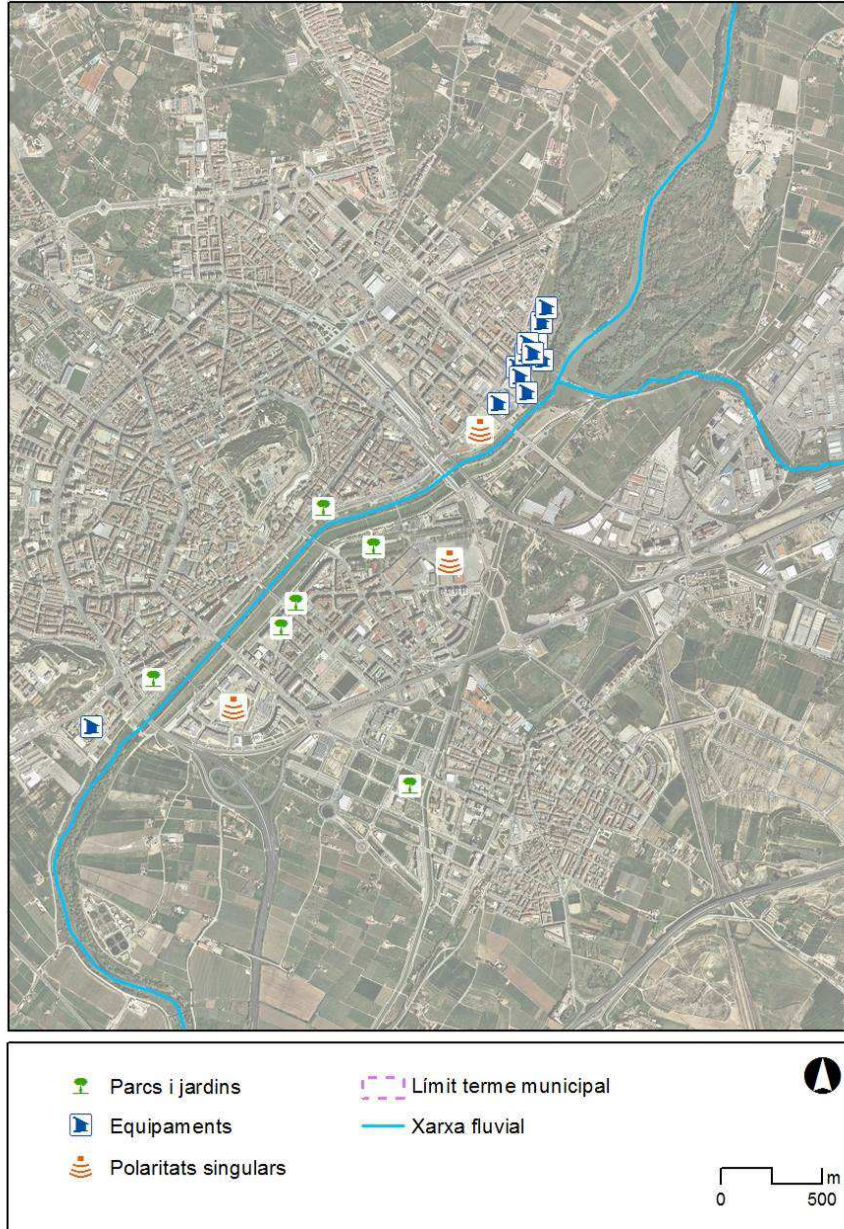 Parcs i jardins
Límit terme municipal
Equipaments
Xarxa fluvial
Polaritats singulars
m
0 500